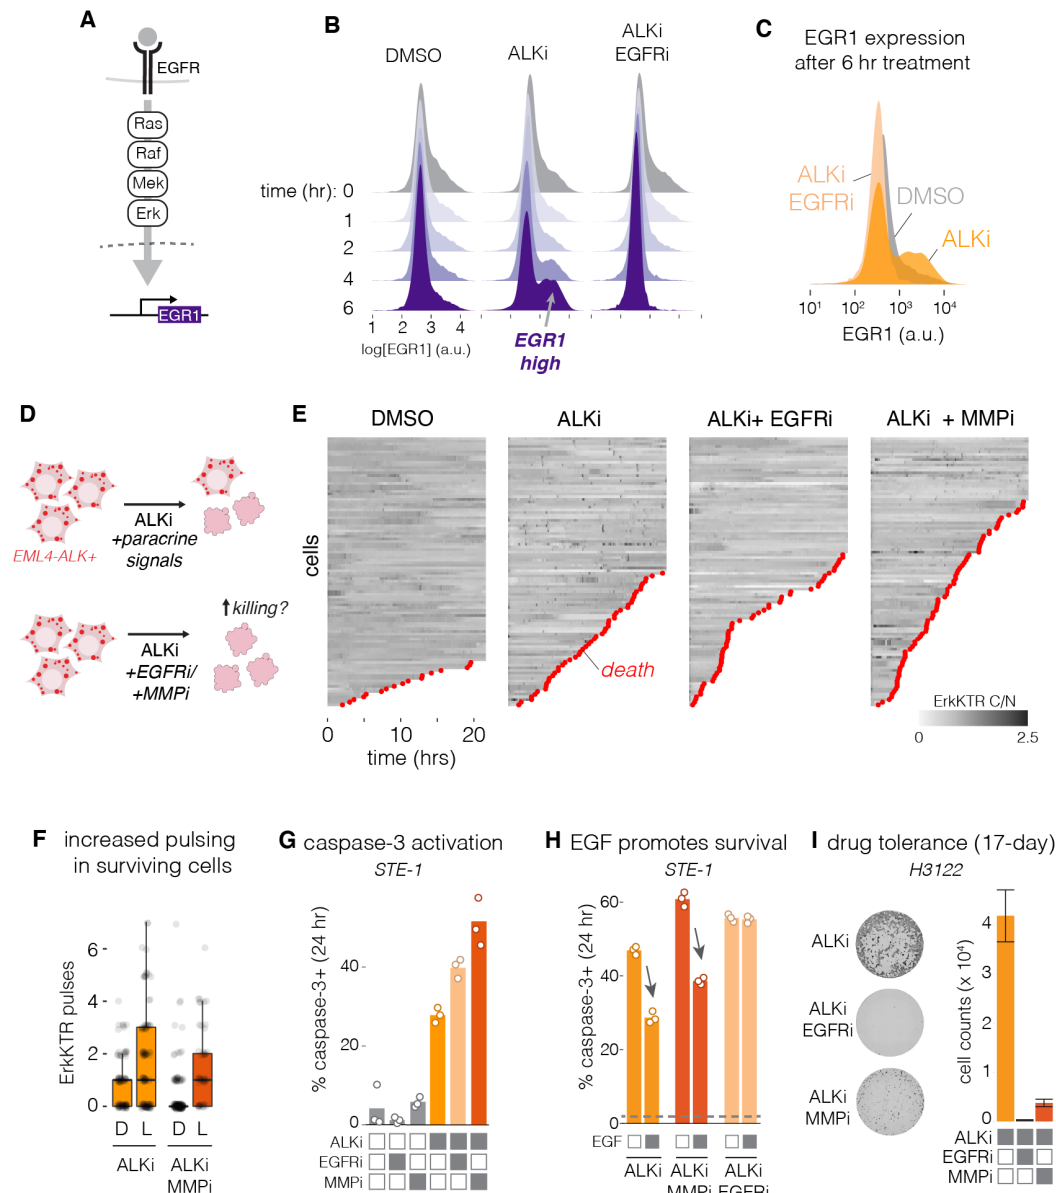 A
EGFR
Ras
Raf
Mek
Erk
EGR1
B
DMSO
ALKi
ALKi
EGFRi
time (hr): 0
1
2
4
6
1 2 3 4
log[EGR1] (a.u.)
EGR1
high
C
EGR1 expression
after 6 hr treatment
ALKi
EGFRi
DMSO
ALKi
10¹ 10² 10³ 10⁴
EGR1 (a.u.)
D
EML4-ALK+
ALKi
+paracrine
signals
killing?
ALKi
+EGFRi/
+MMPi
E
DMSO
ALKi
ALKi+ EGFRi
ALKi + MMPi
cells
death
0 10 20
time (hrs)
ErkKTR C/N
0 2.5
F
increased pulsing
in surviving cells
ErkKTR pulses
6
4
2
0
D L D L
ALKi
ALKi
MMPi
G
caspase-3 activation
STE-1
% caspase-3+ (24 hr)
40
20
0
ALKi
EGFRi
MMPi
H
EGF promotes survival
STE-1
% caspase-3+ (24 hr)
60
40
20
0
EGF
ALKi
ALKi
MMPi
ALKi
EGFRi
I
drug tolerance (17-day)
H3122
ALKi
ALKi
EGFRi
ALKi
MMPi
cell counts (x 10⁴)
4
3
2
1
0
ALKi
EGFRi
MMPi